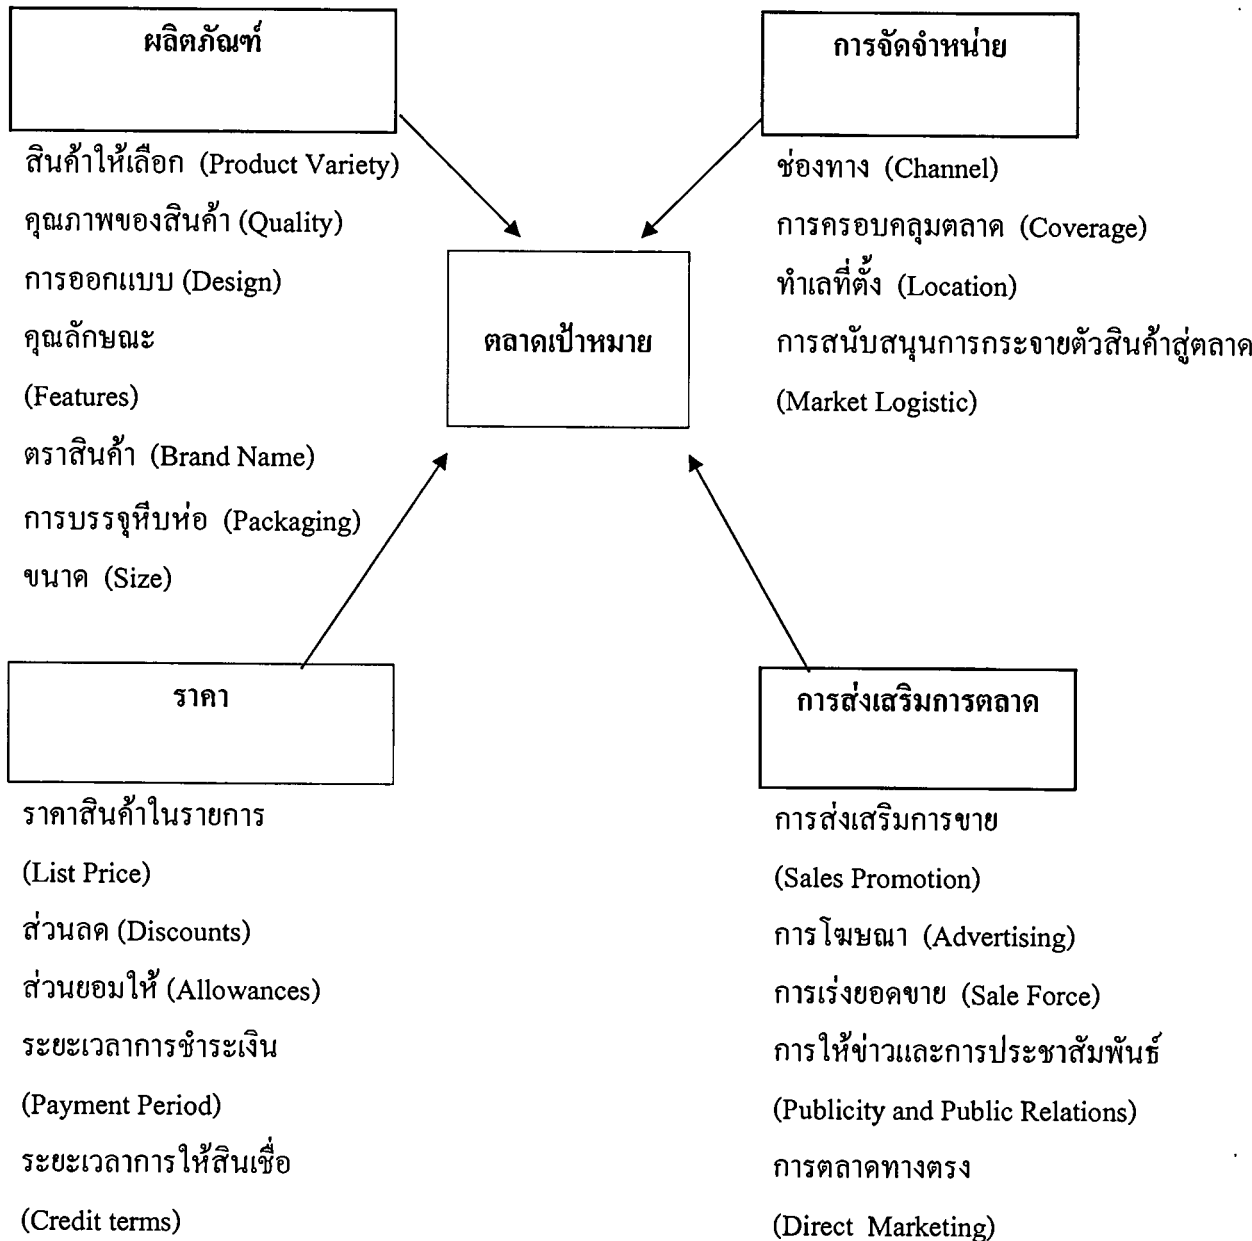 ผลิตภัณฑ์
สินค้าให้เลือก (Product Variety)
คุณภาพของสินค้า (Quality)
การออกแบบ (Design)
คุณลักษณะ
(Features)
ตราสินค้า (Brand Name)
การบรรจุหีบห่อ (Packaging)
ขนาด (Size)
การจัดจำหน่าย
ช่องทาง (Channel)
การครอบคลุมตลาด (Coverage)
ทำเลที่ตั้ง (Location)
การสนับสนุนการกระจายตัวสินค้าสู่ตลาด
(Market Logistic)
ตลาดเป้าหมาย
ราคา
ราคาสินค้าในรายการ
(List Price)
ส่วนลด (Discounts)
ส่วนยอมให้ (Allowances)
ระยะเวลาการชำระเงิน
(Payment Period)
ระยะเวลาการให้สินเชื่อ
(Credit terms)
การส่งเสริมการตลาด
การส่งเสริมการขาย
(Sales Promotion)
การโฆษณา (Advertising)
การเร่งยอดขาย (Sale Force)
การให้ข่าวและการประชาสัมพันธ์
(Publicity and Public Relations)
การตลาดทางตรง
(Direct Marketing)